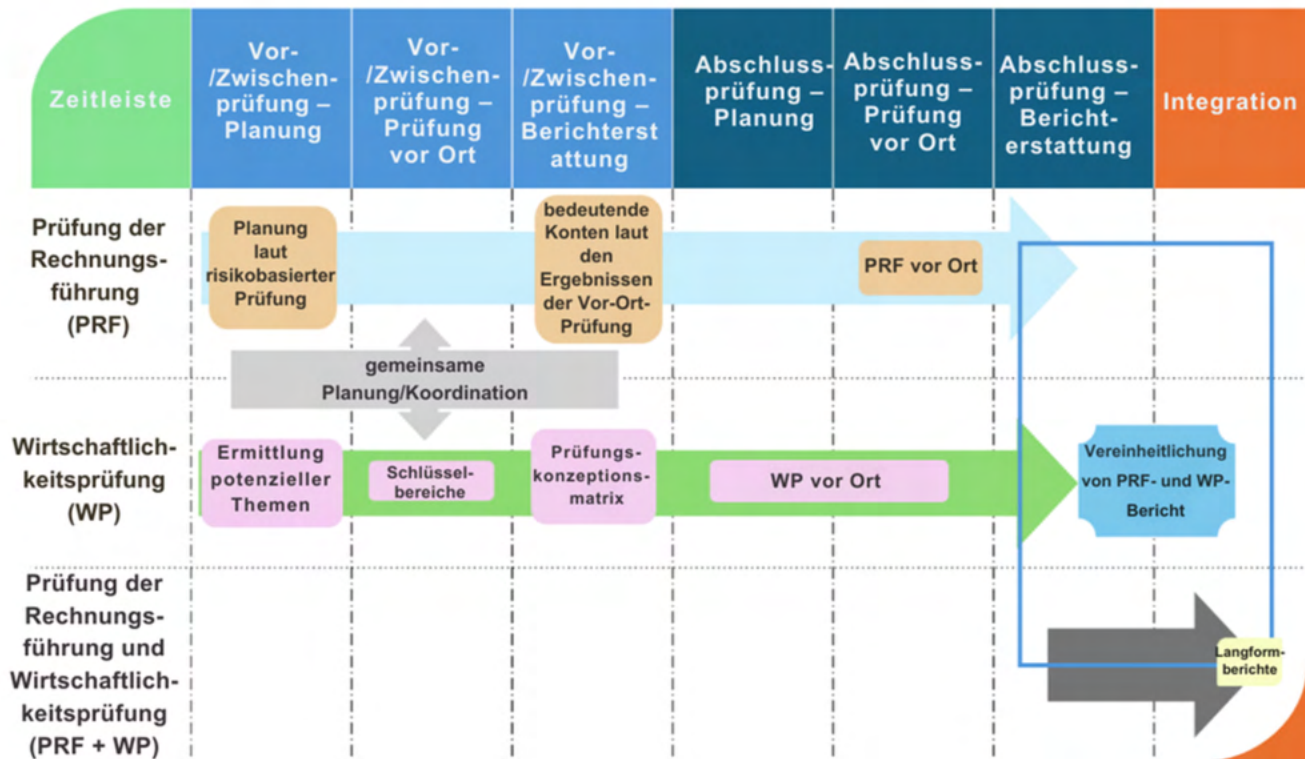 Zeitleiste
Vor-
/Zwischen-
prüfung –
Planung
Vor-
/Zwischen-
prüfung –
Prüfung
vor Ort
Vor-
/Zwischen-
prüfung –
Berichterst
attung
Abschluss-
prüfung –
Planung
Abschluss-
prüfung –
Prüfung
vor Ort
Abschluss-
prüfung –
Bericht-
erstattung
Integration
Prüfung der
Rechnungs-
führung
(PRF)
Planung
laut
risikobasierter
Prüfung
bedeutende
Konten laut
den
Ergebnissen
der Vor-Ort-
Prüfung
PRF vor Ort
gemeinsame
Planung/Koordination
Wirtschaftlich-
keitsprüfung
(WP)
Ermittlung
potenzieller
Themen
Schlüssel-
bereiche
Prüfungs-
konzeptions-
matrix
WP vor Ort
Vereinheitlichung
von PRF- und WP-
Bericht
Prüfung der
Rechnungs-
führung und
Wirtschaftlich-
keitsprüfung
(PRF + WP)
Langform-
berichte